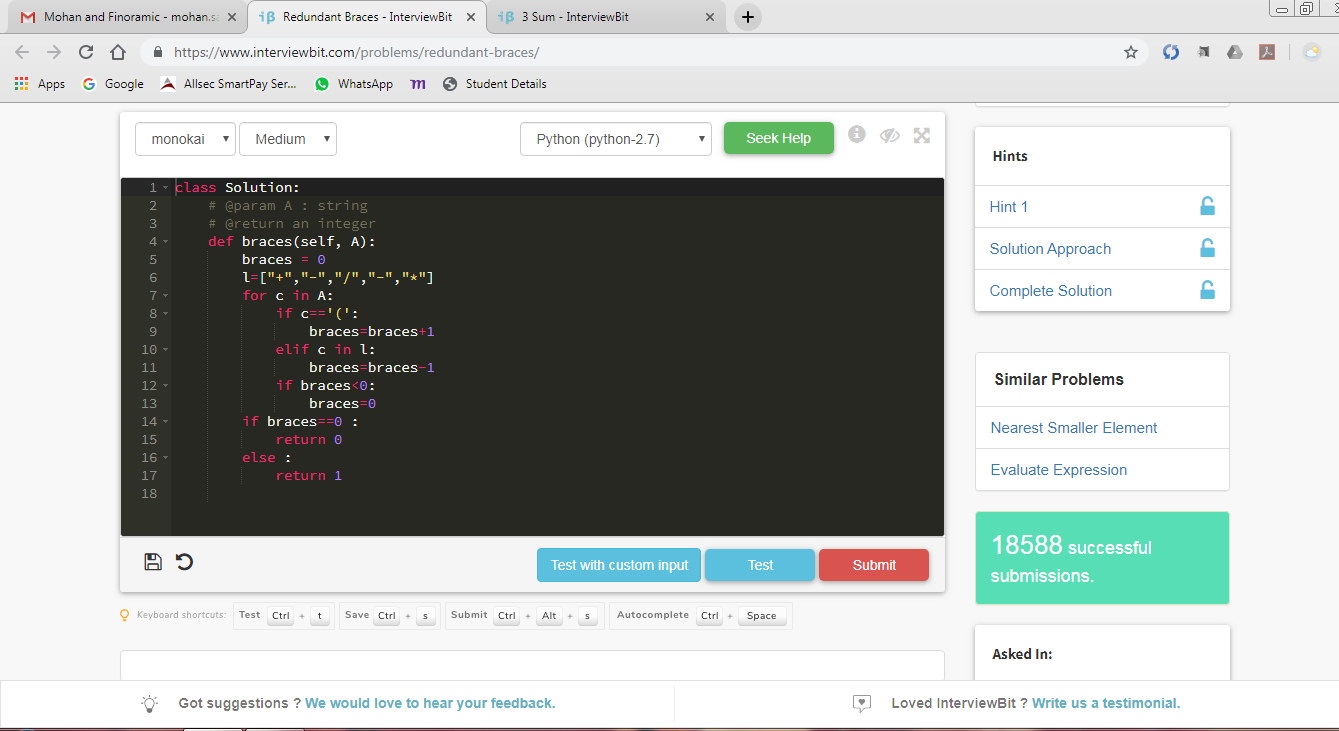 Mohan and Finoramic - mohan.sa
Redundant Braces - InterviewBit
3 Sum - InterviewBit
https://www.interviewbit.com/problems/redundant-braces/
Apps Google Allsec SmartPay Ser... WhatsApp m Student Details
monokai Medium Python (python-2.7) Seek Help
1 class Solution:
2     # @param A : string
3     # @return an integer
4     def braces(self, A):
5         braces = 0
6         l=["+","-","/","-","*"]
7         for c in A:
8             if c=='(':
9                 braces=braces+1
10             elif c in l:
11                 braces=braces-1
12             if braces<0:
13                 braces=0
14         if braces==0 :
15             return 0
16         else :
17             return 1
18
Test with custom input Test Submit
Keyboard shortcuts: Test Ctrl + t Save Ctrl + s Submit Ctrl + Alt + s Autocomplete Ctrl + Space
Hints
Hint 1
Solution Approach
Complete Solution
Similar Problems
Nearest Smaller Element
Evaluate Expression
18588 successful
submissions.
Asked In:
Got suggestions ? We would love to hear your feedback.
Loved InterviewBit ? Write us a testimonial.